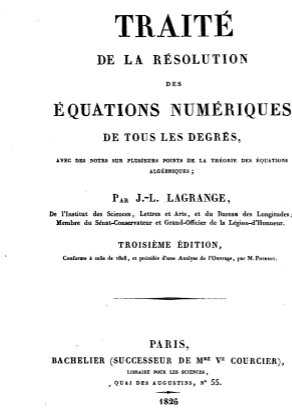 TRAITÉ
DE LA RÉSOLUTION
DES
ÉQUATIONS NUMÉRIQUES
DE TOUS LES DEGRÉS,
AVEC DES NOTES SUR PLUSIEURS POINTS DE LA THÉORIE DES ÉQUATIONS
ALGÉBRIQUES;
PAR J.-L. LAGRANGE,
De l'Institut des Sciences, Lettres et Arts, et du Bureau des Longitudes;
Membre du Sénat-Conservateur et Grand-Officier de la Légion-d'Honneur.
TROISIÈME ÉDITION,
Conforme à celle de 1808, et précédée d'une Analyse de l'Ouvrage, par M. POINSOT.
PARIS,
BACHELIER (SUCCESSEUR DE MME VE COURCIER),
LIBRAIRE POUR LES SCIENCES,
QUAI DES AUGUSTINS, N° 55.
1826